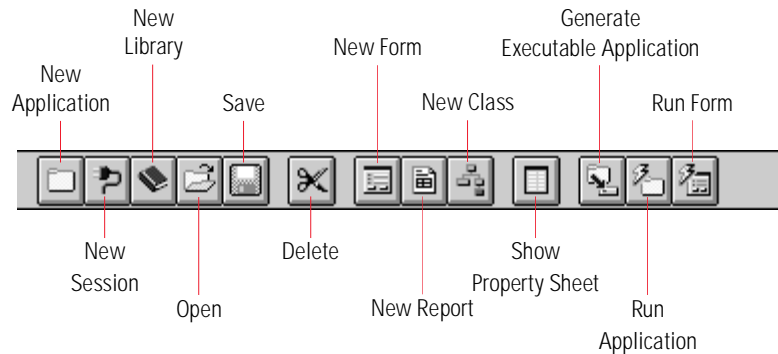 New
Library
New
Application
Save
New Form
New Class
Generate
Executable Application
Run Form
New
Session
Open
Delete
New Report
Show
Property Sheet
Run
Application